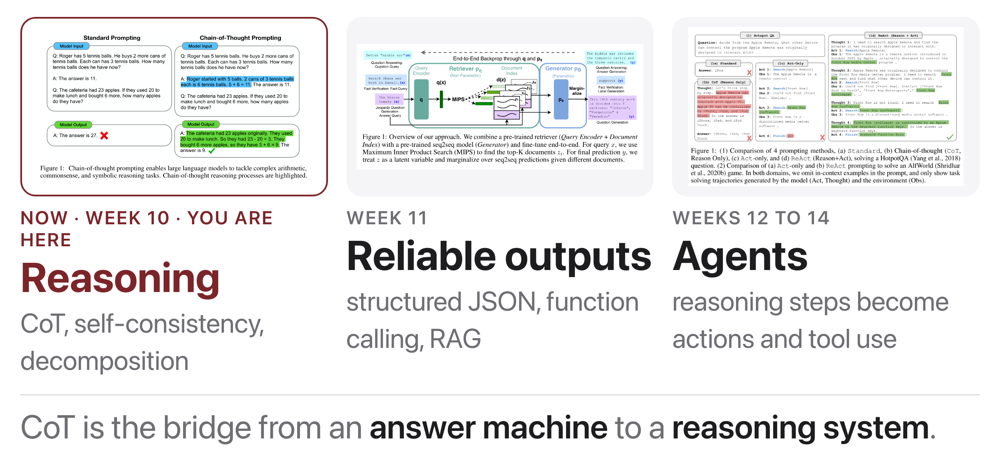 Standard Prompting
Model Input
Q: Roger has 5 tennis balls. He buys 2 more cans of
tennis balls. Each can has 3 tennis balls. How many
tennis balls does he have now?
A: The answer is 11.
Q: The cafeteria had 23 apples. If they used 20 to
make lunch and bought 6 more, how many apples
do they have?
Model Output
A: The answer is 27.
Chain-of-Thought Prompting
Model Input
Q: Roger has 5 tennis balls. He buys 2 more cans of
tennis balls. Each can has 3 tennis balls. How many
tennis balls does he have now?
A: Roger started with 5 balls. 2 cans of 3 tennis balls
each is 6 tennis balls. 5 + 6 = 11. The answer is 11.
Q: The cafeteria had 23 apples. If they used 20 to
make lunch and bought 6 more, how many apples
do they have?
Model Output
A: The cafeteria had 23 apples originally. They used
20 to make lunch. So they had 23 - 20 = 3. They
bought 6 more apples, so they have 3 + 6 = 9. The
answer is 9.
Figure 1: Chain-of-thought prompting enables large language models to tackle complex arithmetic,
commonsense, and symbolic reasoning tasks. Chain-of-thought reasoning processes are highlighted.
NOW · WEEK 10 · YOU ARE
HERE
Reasoning
CoT, self-consistency,
decomposition
Define "middle ear"(x)
Question Answering:
Question Query
Barack Obama was
born in Hawaii.(x)
Fact Verification: Fact Query
The Divine
Comedy (x)
Jeopardy Question
Generation:
Answer Query
End-to-End Backprop through q and pθ
Query
Encoder
q
q(x)
Retriever pη
(Non-Parametric)
MIPS
Document
Index
d(z)
z4
z3
z2
z1
Generator pθ
(Parametric)
pθ
Margin-
alize
The middle ear includes
the tympanic cavity and
the three ossicles. (y)
Question Answering:
Answer Generation
supports (y)
Fact Verification:
Label Generation
This 14th century work
is divided into 3
sections: "Inferno",
"Purgatorio" &
"Paradiso" (y)
Question Generation
Figure 1: Overview of our approach. We combine a pre-trained retriever (Query Encoder + Document
Index) with a pre-trained seq2seq model (Generator) and fine-tune end-to-end. For query x, we use
Maximum Inner Product Search (MIPS) to find the top-K documents zi. For final prediction y, we
treat z as a latent variable and marginalize over seq2seq predictions given different documents.
WEEK 11
Reliable outputs
structured JSON, function
calling, RAG
(1) Hotspot QA
Question: Aside from the Apple Remote, what other device
can control the program Apple Remote was originally
designed to interact with?
(1a) Standard
Answer: iPod
(1b) CoT (Reason Only)
Thought: Let's think step
by step. Apple Remote was
originally designed to
interact with Apple TV.
Apple TV can be controlled
by iPhone, iPad, and iPod
Touch. So the answer is
iPhone, iPad, and iPod
Touch.
Answer: iPhone, iPad, iPod
Touch
(1c) Act-Only
Act 1: Search[Apple Remote]
Obs 1: The Apple Remote is a
remote control …
Act 2: Search[Front Row]
Obs 2: Could not find [Front
Row]. Similar: …
Act 3: Search[Front Row
(software)]
Obs 3: Front Row is a
discontinued media center
software …
Act 4: Finish[yes]
(1d) ReAct (Reason + Act)
Thought 1: I need to search Apple Remote and find the
program it was originally designed to interact with.
Act 1: Search[Apple Remote]
Obs 1: The Apple Remote is a remote control introduced in
October 2005 by Apple … originally designed to control the
Front Row media center program …
Thought 2: Apple Remote was originally designed to control
the Front Row media center program. I need to search Front
Row next and find what other device can control it.
Act 2: Search[Front Row]
Obs 2: Could not find [Front Row]. Similar: ['Front Row
Seat to Earth', 'Front Row Motorsports', 'Front Row
(software)', …]
Thought 3: Front Row is not found. I need to search Front
Row (software) .
Act 3: Search[Front Row (software)]
Obs 3: Front Row is a discontinued media center software …
Thought 4: Front Row (software) is controlled by an Apple
Remote or the keyboard function keys. So the answer is
keyboard function keys.
Act 4: Finish[keyboard function keys]
Figure 1: (1) Comparison of 4 prompting methods, (a) Standard, (b) Chain-of-thought (CoT,
Reason Only), (c) Act-only, and (d) ReAct (Reason+Act), solving a HotpotQA (Yang et al., 2018)
question. (2) Comparison of (a) Act-only and (b) ReAct prompting to solve an AlfWorld (Shridhar
et al., 2020b) game. In both domains, we omit in-context examples in the prompt, and only show task
solving trajectories generated by the model (Act, Thought) and the environment (Obs).
WEEKS 12 TO 14
Agents
reasoning steps become
actions and tool use
CoT is the bridge from an answer machine to a reasoning system.